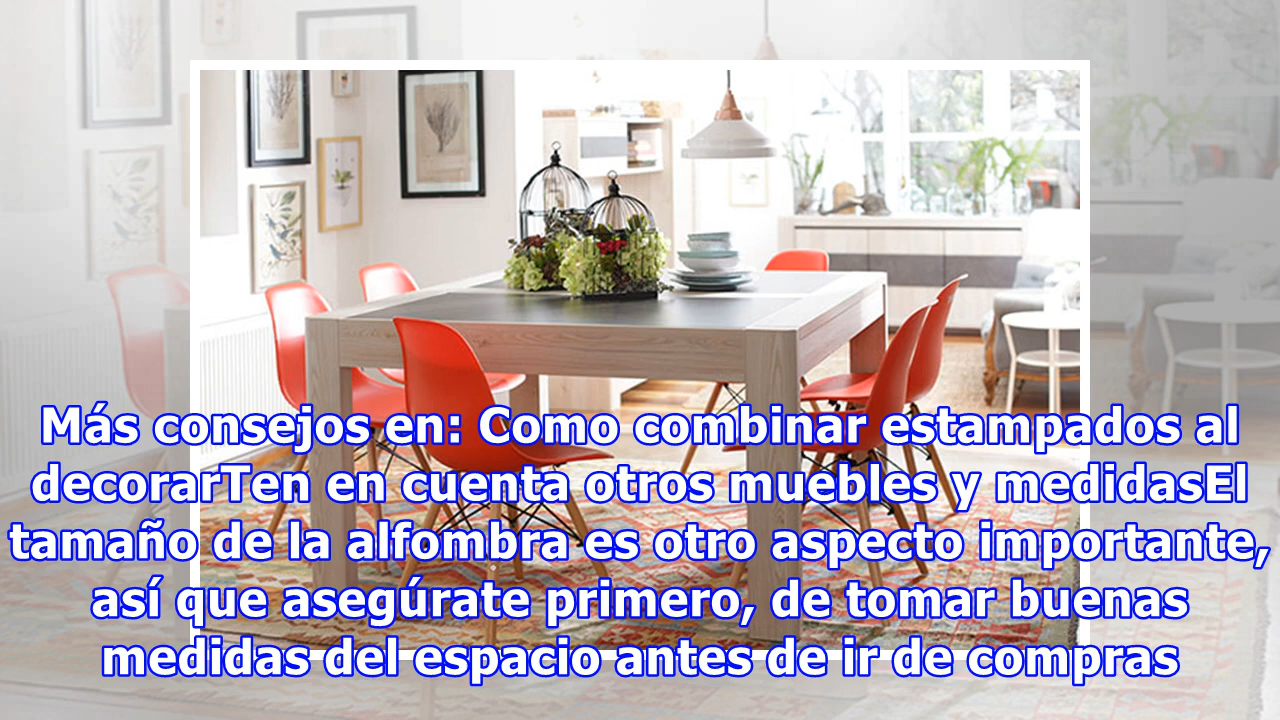 Más consejos en: Como combinar estampados al
decorarTen en cuenta otros muebles y medidasEl
tamaño de la alfombra es otro aspecto importante,
así que asegúrate primero, de tomar buenas
medidas del espacio antes de ir de compras